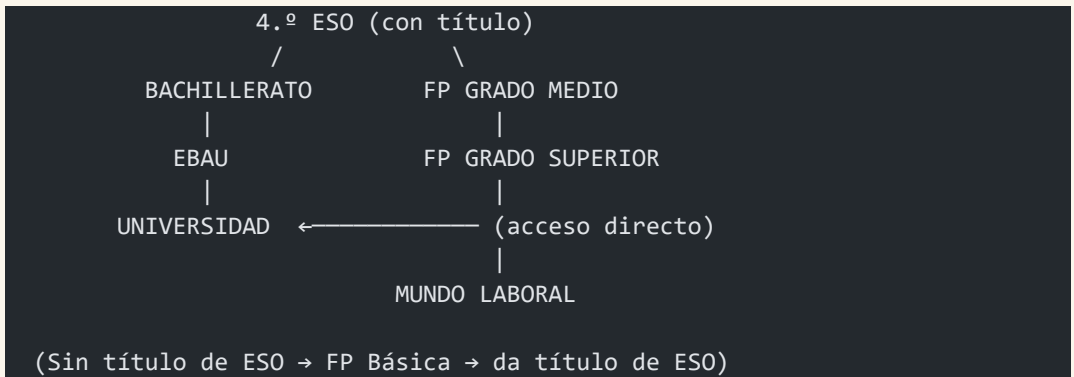 4.º ESO (con título)
/ \
BACHILLERATO FP GRADO MEDIO
| |
EBAU FP GRADO SUPERIOR
| |
UNIVERSIDAD ←───────────── (acceso directo)
|
MUNDO LABORAL
(Sin título de ESO → FP Básica → da título de ESO)